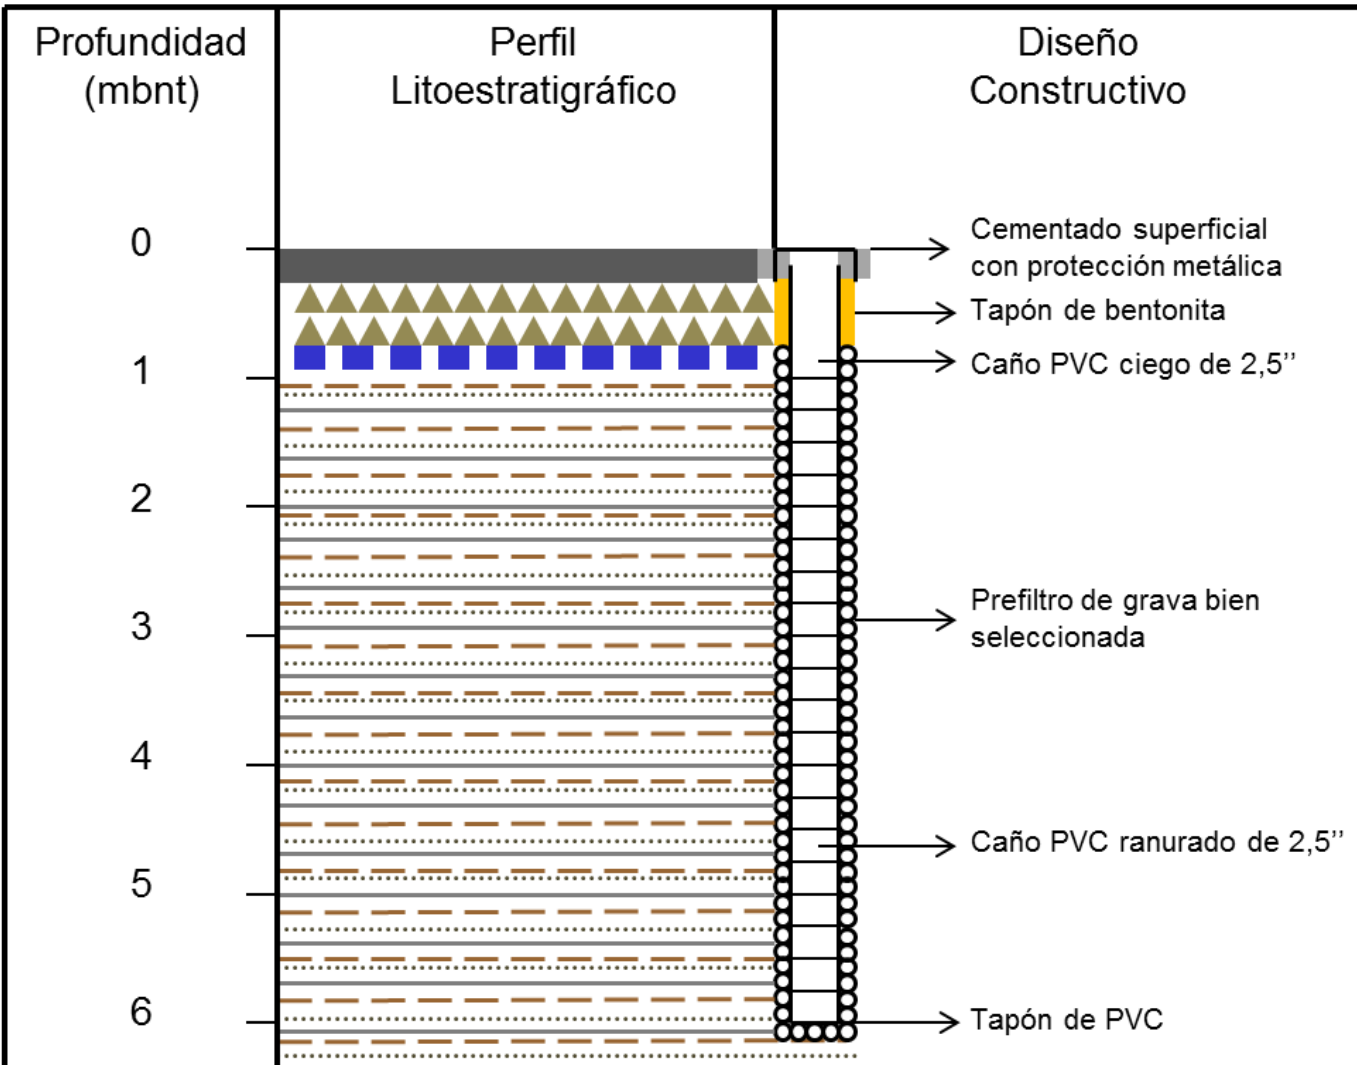 Profundidad
(mbnt)
Perfil
Litoestratigráfico
Diseño
Constructivo
0
1
2
3
4
5
6
Cementado superficial
con protección metálica
Tapón de bentonita
Caño PVC ciego de 2,5’’
Prefiltro de grava bien
seleccionada
Caño PVC ranurado de 2,5’’
Tapón de PVC